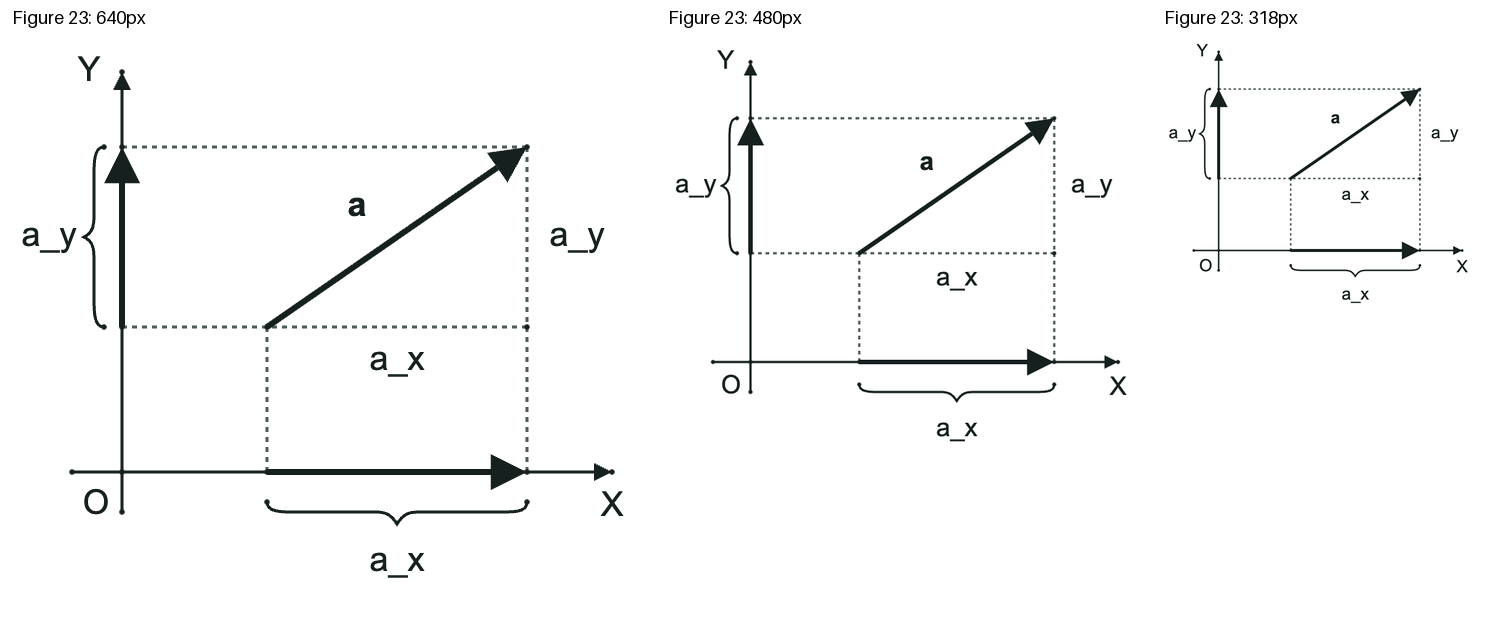 Figure 23: 640px
Y
a
a_y
a_y
a_x
O
X
a_x
Figure 23: 480px
Y
a
a_y
a_y
a_x
O
X
a_x
Figure 23: 318px
Y
a
a_y
a_y
a_x
O
X
a_x